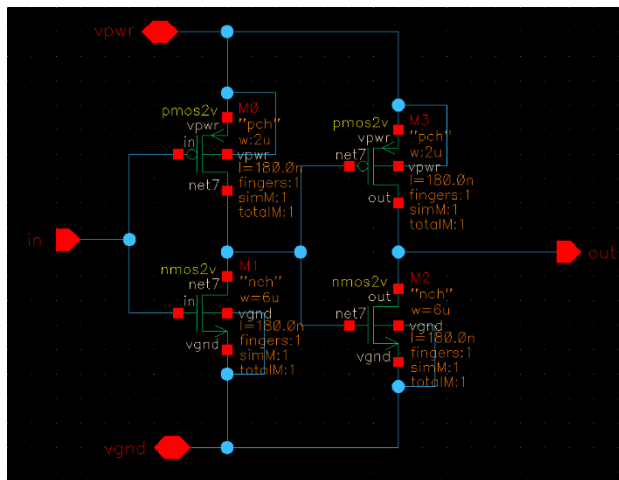 vpwr
pmos2v
M0
vpwr
"pch"
in
w:2u
vpwr
l=180.0n
fingers:1
net7
simM:1
totalM:1
pmos2v
M3
vpwr
"pch"
net7
w:2u
vpwr
l=180.0n
fingers:1
out
simM:1
totalM:1
in
out
nmos2v
M1
net7
"nch"
in
w=6u
vgnd
l=180.0n
fingers:1
vgnd
simM:1
totalM:1
nmos2v
M2
out
"nch"
net7
w=6u
vgnd
l=180.0n
fingers:1
vgnd
simM:1
totalM:1
vgnd